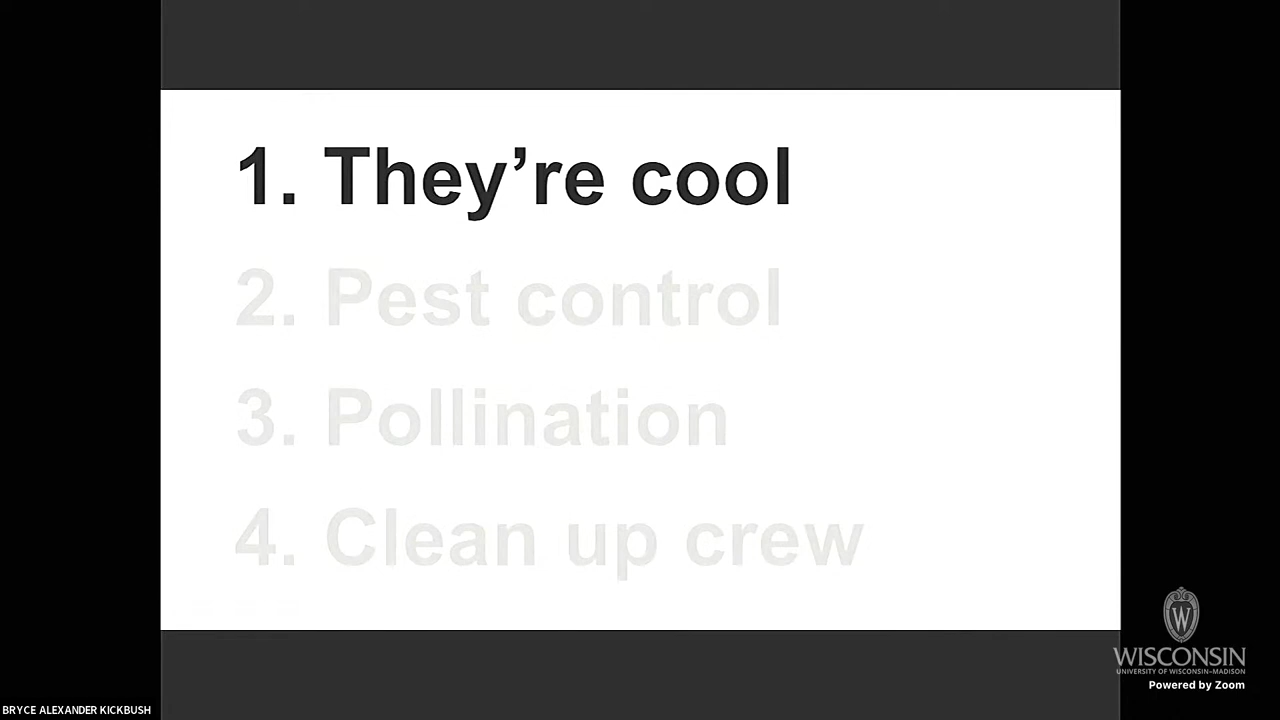 1. They’re cool
2. Pest control
3. Pollination
4. Clean up crew
W
WISCONSIN
UNIVERSITY OF WISCONSIN–MADISON
Powered by Zoom
BRYCE ALEXANDER KICKBUSH